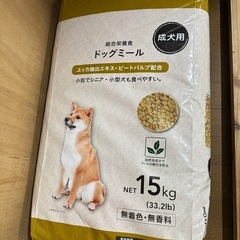 成犬用
総合栄養食
ドッグミール
ユッカ抽出エキス・ビートパルプ配合
小粒でシニア・小型犬も食べやすい。
NET 15kg
(33.2lb)
無着色・無香料